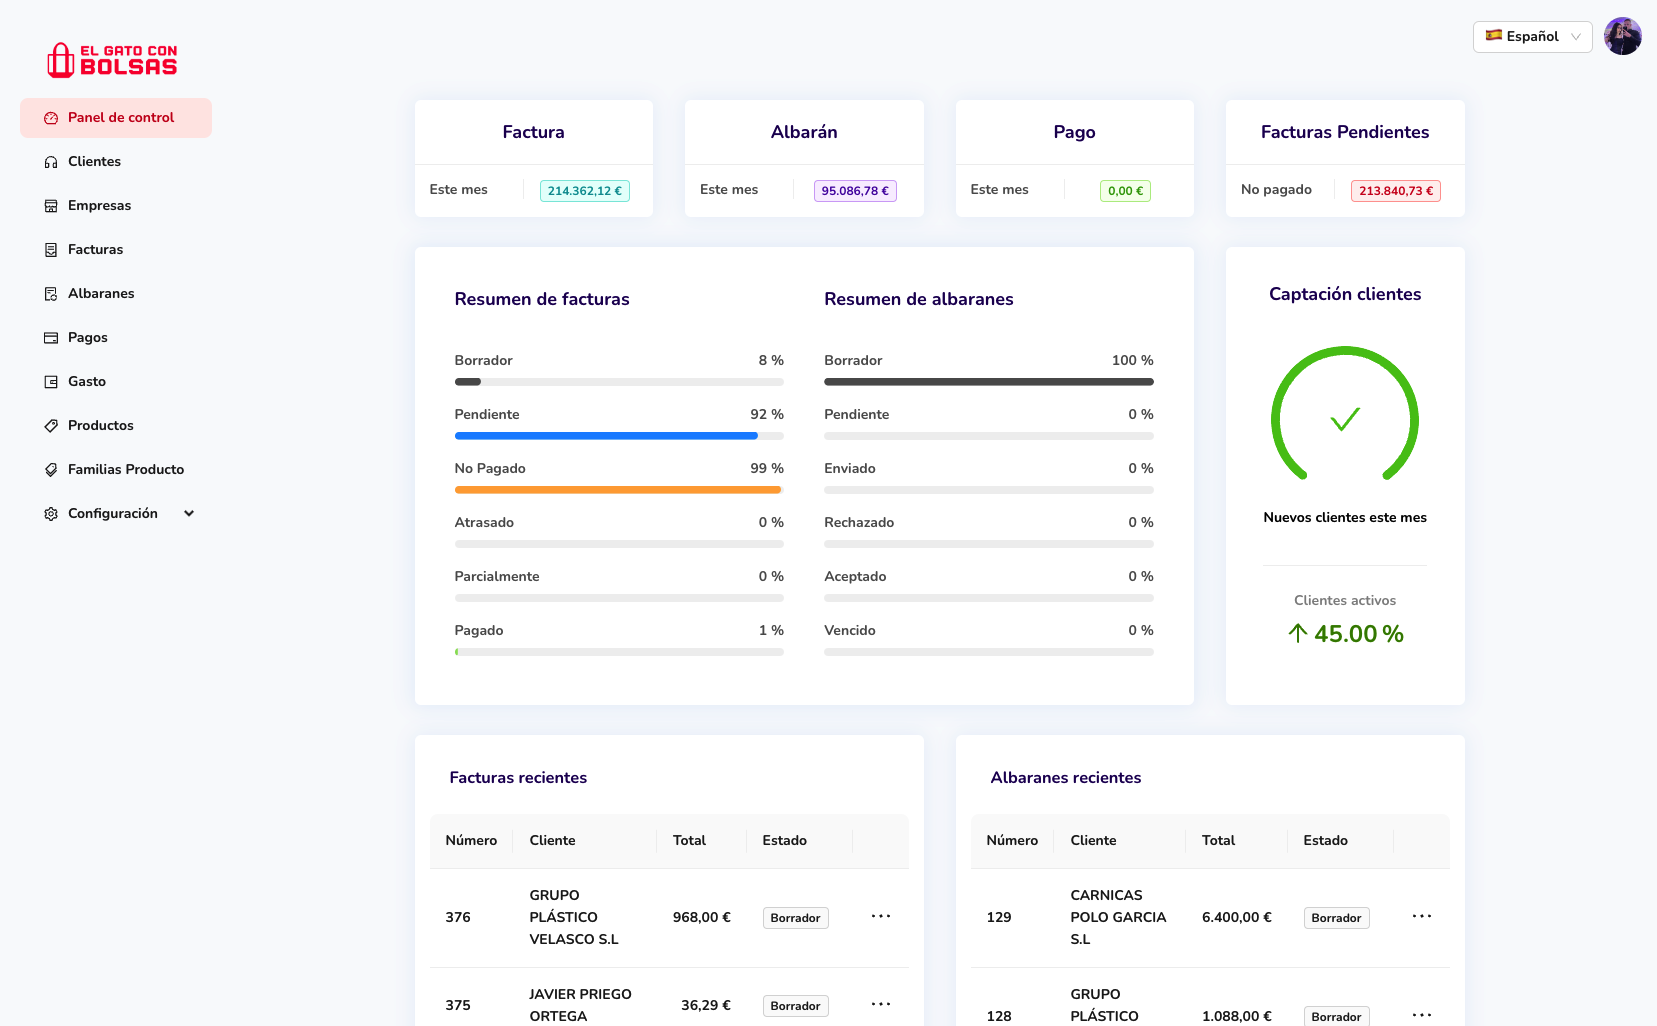 EL GATO CON
BOLSAS
Español
Panel de control
Clientes
Empresas
Facturas
Albaranes
Pagos
Gasto
Productos
Familias Producto
Configuración
Factura
Este mes
214.362,12 €
Albarán
Este mes
95.086,78 €
Pago
Este mes
0,00 €
Facturas Pendientes
No pagado
213.840,73 €
Resumen de facturas
Borrador 8 %
Pendiente 92 %
No Pagado 99 %
Atrasado 0 %
Parcialmente 0 %
Pagado 1 %
Resumen de albaranes
Borrador 100 %
Pendiente 0 %
Enviado 0 %
Rechazado 0 %
Aceptado 0 %
Vencido 0 %
Captación clientes
Nuevos clientes este mes
Clientes activos
45.00 %
Facturas recientes
Número Cliente Total Estado
376 GRUPO
PLÁSTICO
VELASCO S.L
968,00 € Borrador
375 JAVIER PRIEGO
ORTEGA
36,29 € Borrador
Albaranes recientes
Número Cliente Total Estado
129 CARNICAS
POLO GARCIA
S.L
6.400,00 € Borrador
128 GRUPO
PLÁSTICO
1.088,00 € Borrador